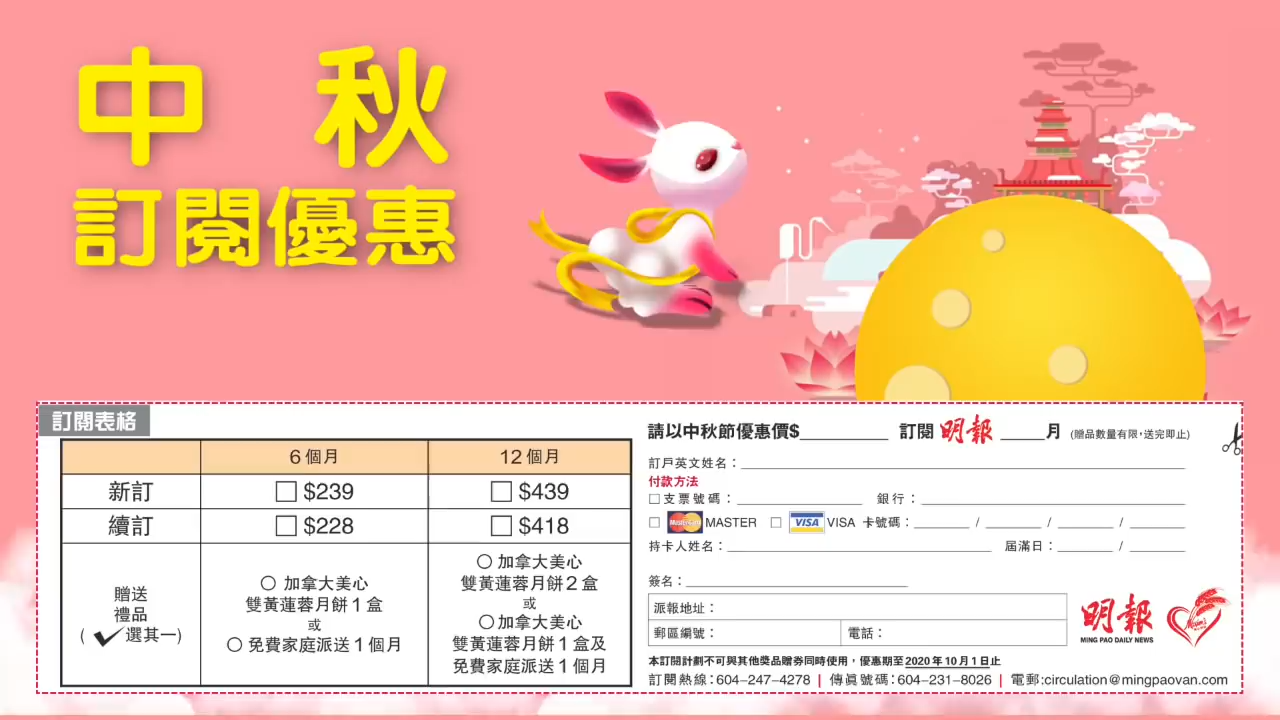 中 秋
訂閱優惠
訂閱表格
6個月 12個月
新訂 $239 $439
續訂 $228 $418
贈送
禮品
( 選其一)
加拿大美心
雙黃蓮蓉月餅1盒
或
免費家庭派送1個月
加拿大美心
雙黃蓮蓉月餅2盒
或
加拿大美心
雙黃蓮蓉月餅1盒及
免費家庭派送1個月
請以中秋節優惠價$________ 訂閱 明報 ____月 (贈品數量有限,送完即止)
訂戶英文姓名:
付款方法
支票號碼: 銀行:
MasterCard MASTER VISA VISA 卡號碼: / / /
持卡人姓名: 屆滿日: /
簽名:
派報地址:
郵區編號: 電話:
明報
MING PAO DAILY NEWS
本訂閱計劃不可與其他獎品贈券同時使用,優惠期至2020年10月1日止
訂閱熱線:604-247-4278 | 傳真號碼:604-231-8026 | 電郵:circulation@mingpaovan.com